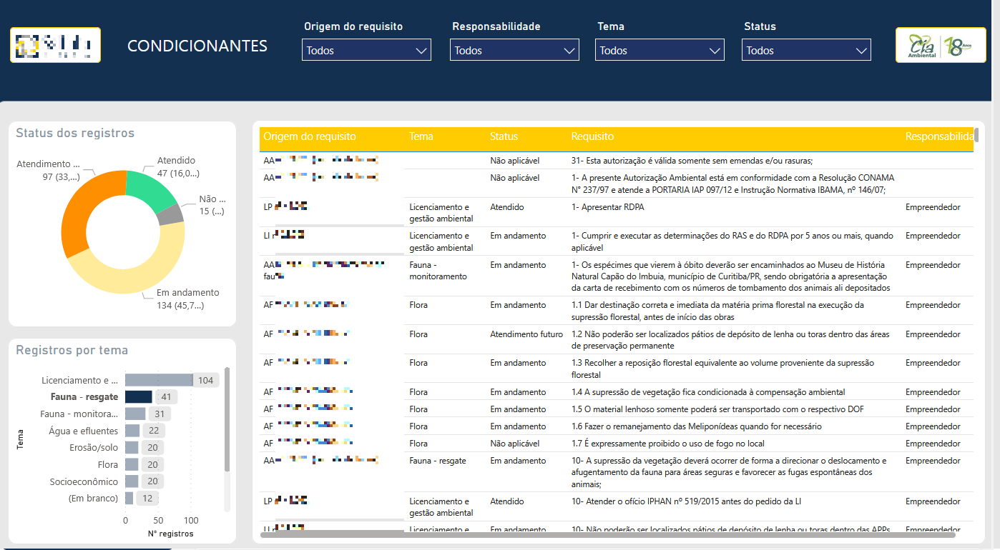 CONDICIONANTES
Origem do requisito
Todos
Responsabilidade
Todos
Tema
Todos
Status
Todos
Cia
Ambiental
18 Anos
Status dos registros
Atendimento ...
97 (33,...)
Atendido
47 (16,0...)
Não ...
15 (...)
Em andamento
134 (45,7...)
Registros por tema
Tema
Licenciamento e ... 104
Fauna - resgate 41
Fauna - monitora... 31
Água e efluentes 22
Erosão/solo 20
Flora 20
Socioeconômico 20
(Em branco) 12
0 50 100
N° registros
Origem do requisito Tema Status Requisito Responsabilida
AA Não aplicável 31- Esta autorização é válida somente sem emendas e/ou rasuras;
AA Não aplicável 1- A presente Autorização Ambiental está em conformidade com a Resolução CONAMA
N° 237/97 e atende a PORTARIA IAP 097/12 e Instrução Normativa IBAMA, nº 146/07;
LP Licenciamento e Atendido 1- Apresentar RDPA Empreendedor
gestão ambiental
LI Licenciamento e Em andamento 1- Cumprir e executar as determinações do RAS e do RDPA por 5 anos ou mais, quando Empreendedor
gestão ambiental aplicável
AA Fauna - Em andamento 1- Os espécimes que vierem à óbito deverão ser encaminhados ao Museu de História Empreendedor
fau monitoramento Natural Capão do Imbuia, município de Curitiba/PR, sendo obrigatória a apresentação
da carta de recebimento com os números de tombamento dos animais ali depositados
AF Flora Em andamento 1.1 Dar destinação correta e imediata da matéria prima florestal na execução da Empreendedor
supressão florestal, antes de início das obras
AF Flora Atendimento futuro 1.2 Não poderão ser localizados pátios de depósito de lenha ou toras dentro das áreas Empreendedor
de preservação permanente
AF Flora Em andamento 1.3 Recolher a reposição florestal equivalente ao volume proveniente da supressão Empreendedor
florestal
AF Flora Em andamento 1.4 A supressão de vegetação fica condicionada à compensação ambiental Empreendedor
AF Flora Em andamento 1.5 O material lenhoso somente poderá ser transportado com o respectivo DOF Empreendedor
AF Flora Em andamento 1.6 Fazer o remanejamento das Meliponídeas quando for necessário Empreendedor
AF Flora Não aplicável 1.7 É expressamente proibido o uso de fogo no local Empreendedor
AA Fauna - resgate Em andamento 10- A supressão da vegetação deverá ocorrer de forma a direcionar o deslocamento e Empreendedor
afugentamento da fauna para áreas seguras e favorecer as fugas espontâneas dos
animais;
LP Licenciamento e Atendido 10- Atender o ofício IPHAN nº 519/2015 antes do pedido da LI Empreendedor
gestão ambiental
LI Licenciamento e Em andamento 10- Não poderão ser localizados pátios de depósito de lenha ou toras dentro das APPs Empreendedor